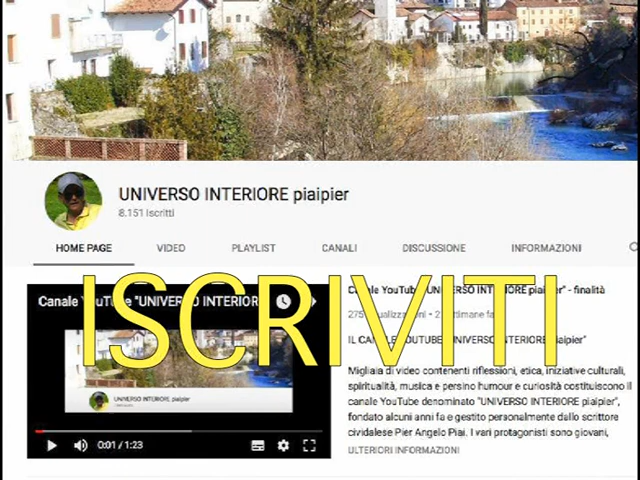 UNIVERSO INTERIORE piaipier
8.151 Iscritti
HOME PAGE VIDEO PLAYLIST CANALI DISCUSSIONE INFORMAZIONI
ISCRIVITI
Canale YouTube "UNIVERSO INTERIOR
UNIVERSO INTERIORE piaipier
0:01 / 1:23
Canale YouTube "UNIVERSO INTERIORE piaipier" - finalità
IL CANALE YOUTUBE "UNIVERSO INTERIORE piaipier"
Migliaia di video contenenti riflessioni, etica, iniziative culturali,
spiritualità, musica e persino humour e curiosità costituiscono il
canale YouTube denominato "UNIVERSO INTERIORE piaipier",
fondato alcuni anni fa e gestito personalmente dallo scrittore
cividalese Pier Angelo Piai. I vari protagonisti sono giovani,
ULTERIORI INFORMAZIONI